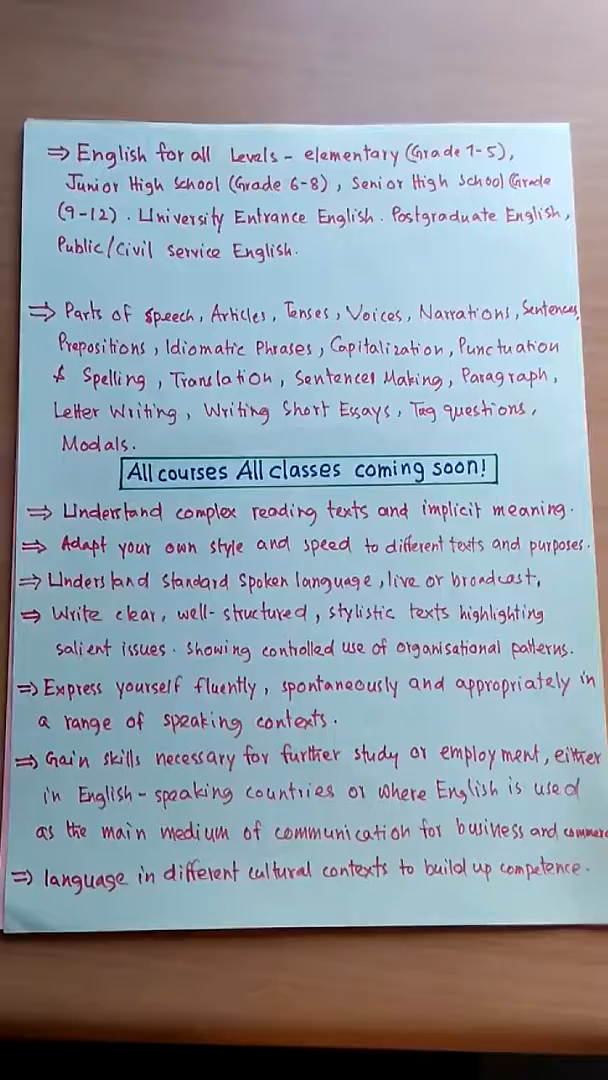 ⇒ English for all Levels - elementary (Grade 1-5),
Junior High School (Grade 6-8), Senior High School (Grade
(9-12). University Entrance English. Postgraduate English,
Public/Civil Service English.
⇒ Parts of speech, Articles, Tenses, Voices, Narrations, Sentences,
Prepositions, Idiomatic Phrases, Capitalization, Punctuation
& Spelling, Translation, Sentences Making, Paragraph,
Letter Writing, Writing Short Essays, Tag questions,
Modals.
All courses All classes coming soon!
⇒ Understand complex reading texts and implicit meaning.
⇒ Adapt your own style and speed to different texts and purposes.
⇒ Understand standard spoken language, live or broadcast.
⇒ Write clear, well-structured, stylistic texts highlighting
salient issues. showing controlled use of organisational patterns.
⇒ Express yourself fluently, spontaneously and appropriately in
a range of speaking contexts.
⇒ Gain skills necessary for further study or employment, either
in English-speaking countries or where English is used
as the main medium of communication for business and commerc
⇒ language in different cultural contexts to build up competence.